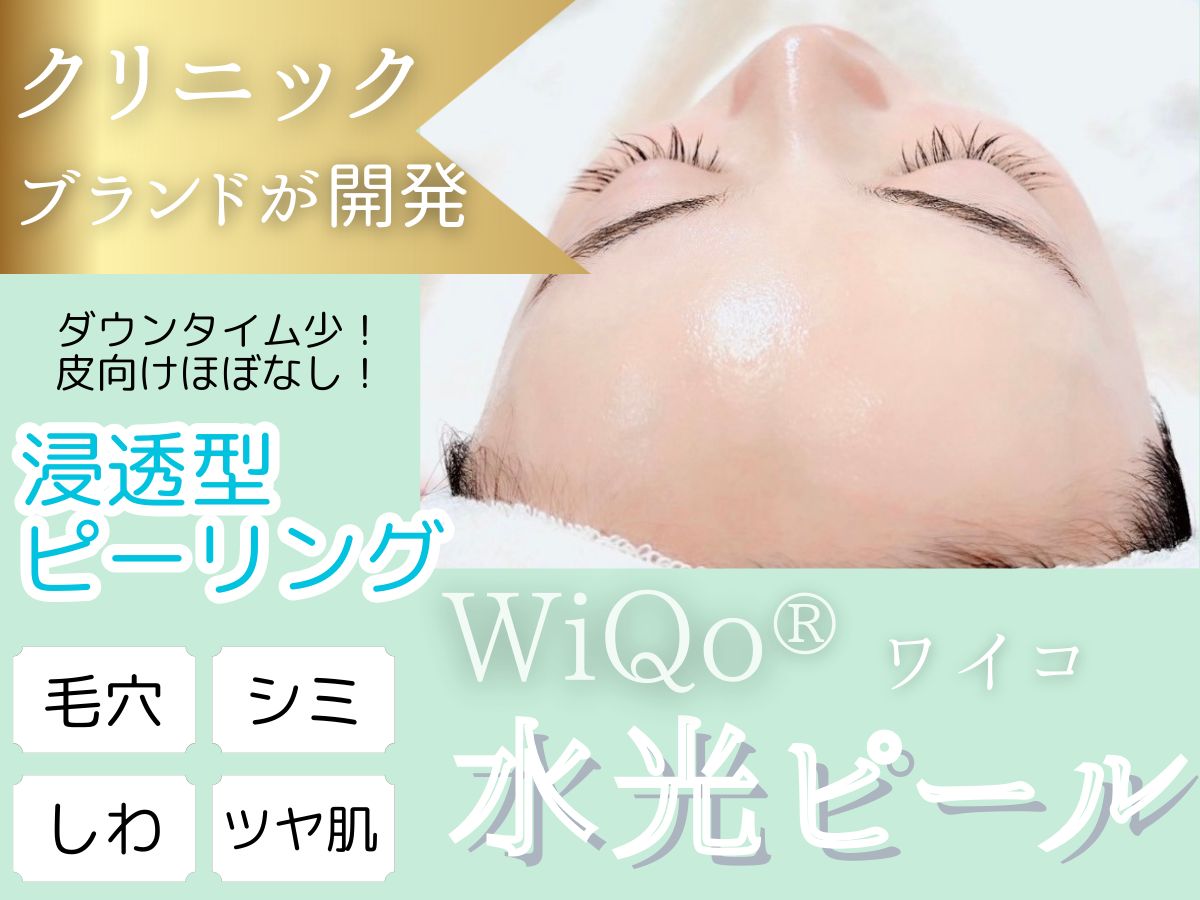 クリニック
ブランドが開発
ダウンタイム少！
皮向けほぼなし！
浸透型
ピーリング
WiQo® ワイコ
水光ピール
毛穴
シミ
しわ
ツヤ肌